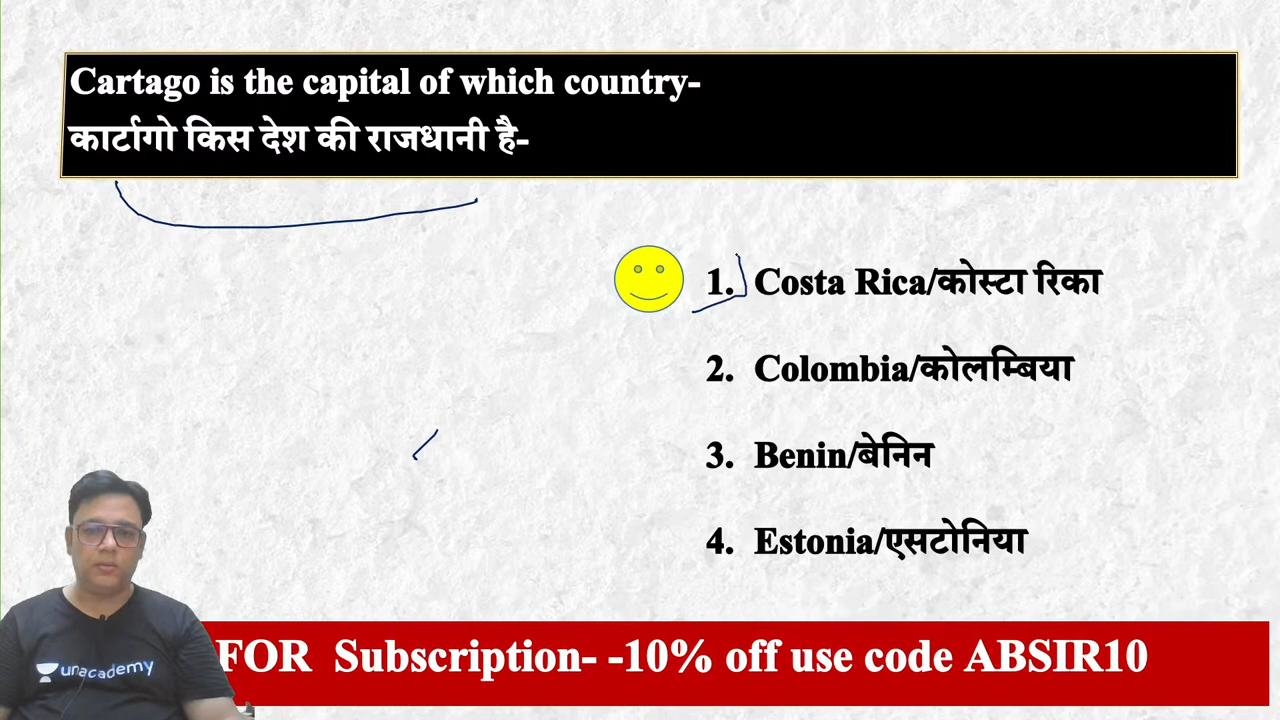 Cartago is the capital of which country-
कार्टागो किस देश की राजधानी है-
1. Costa Rica/कोस्टा रिका
2. Colombia/कोलम्बिया
3. Benin/बेनिन
4. Estonia/एसटोनिया
unacademy
FOR Subscription- -10% off use code ABSIR10